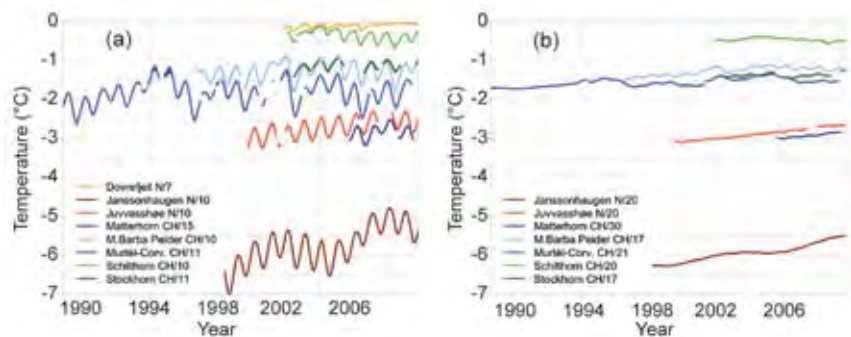 (a)
Temperature (°C)
0
-1
-2
-3
-4
-5
-6
-7
Dovrefjell N/7
Janssonhaugen N/10
Juvvasshøe N/10
Matterhorn CH/15
M.Barba Peider CH/10
Murtèl-Corv. CH/11
Schilthorn CH/10
Stockhorn CH/11
1990 1994 1998 2002 2006
Year
(b)
Temperature (°C)
0
-1
-2
-3
-4
-5
-6
-7
Janssonhaugen N/20
Juvvasshøe N/20
Matterhorn CH/30
M.Barba Peider CH/17
Murtèl-Corv. CH/21
Schilthorn CH/20
Stockhorn CH/17
1990 1994 1998 2002 2006
Year